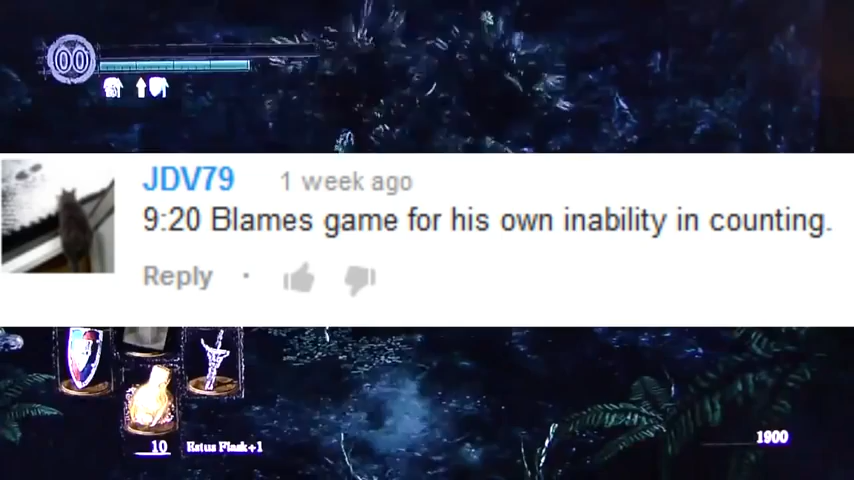 00
JDV79 1 week ago
9:20 Blames game for his own inability in counting.
Reply ·
10 Estus Flask+1
1900